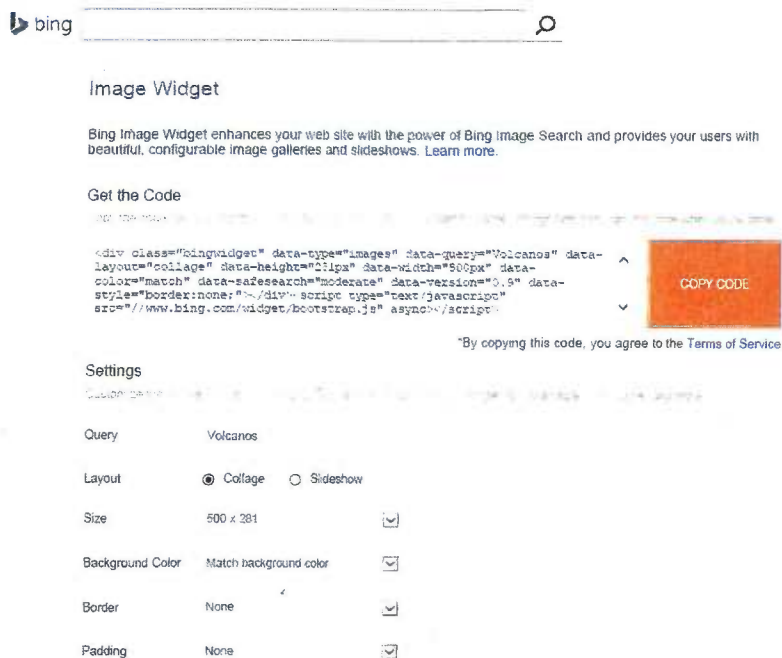 bing
Image Widget
Bing Image Widget enhances your web site with the power of Bing Image Search and provides your users with
beautiful, configurable image galleries and slideshows. Learn more.
Get the Code
<div class="bingwidget" data-type="images" data-query="Volcanos" data-
layout="collage" data-height="281px" data-width="500px" data-
color="match" data-safesearch="moderate" data-version="0.9" data-
style="border:none;"></div> script type="text/javascript"
src="//www.bing.com/widget/bootstrap.js" async></script>
COPY CODE
*By copying this code, you agree to the Terms of Service
Settings
Query Volcanos
Layout Collage Slideshow
Size 500 x 281
Background Color Match background color
Border None
Padding None